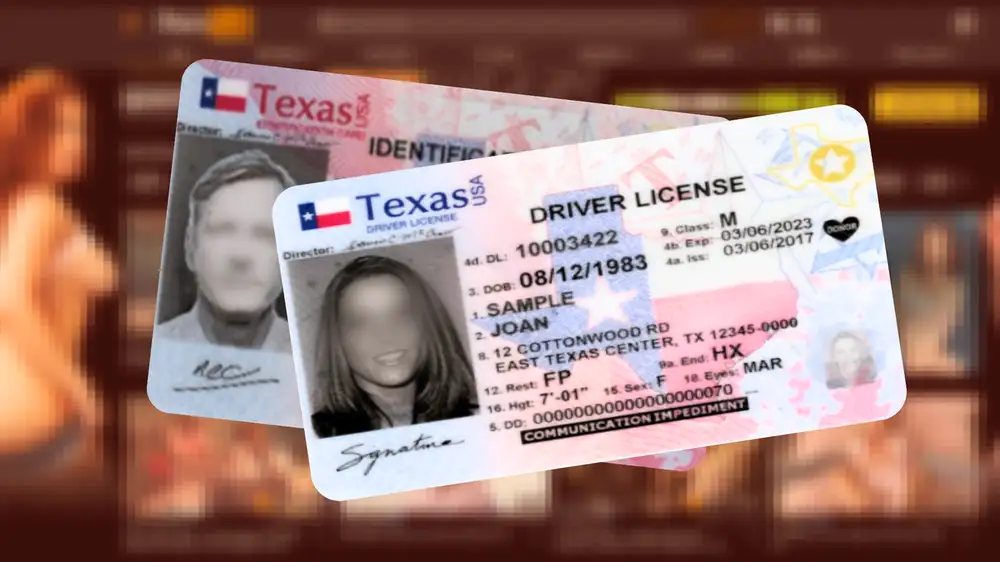 Texas
USA
Director:
IDENTIFICA
Texas
USA
DRIVER LICENSE
DRIVER LICENSE
Director:
4d. DL: 10003422
9. Class: M
4b. Exp: 03/06/2023
4a. Iss: 03/06/2017
DONOR
3. DOB: 08/12/1983
1. SAMPLE
2. JOAN
8. 12 COTTONWOOD RD
EAST TEXAS CENTER, TX 12345-0000
12. Rest: FP
9a. End: HX
16. Hgt: 7'-01"
15. Sex: F
18. Eyes: MAR
5. DD: 00000000000000000070
COMMUNICATION IMPEDIMENT
Signature